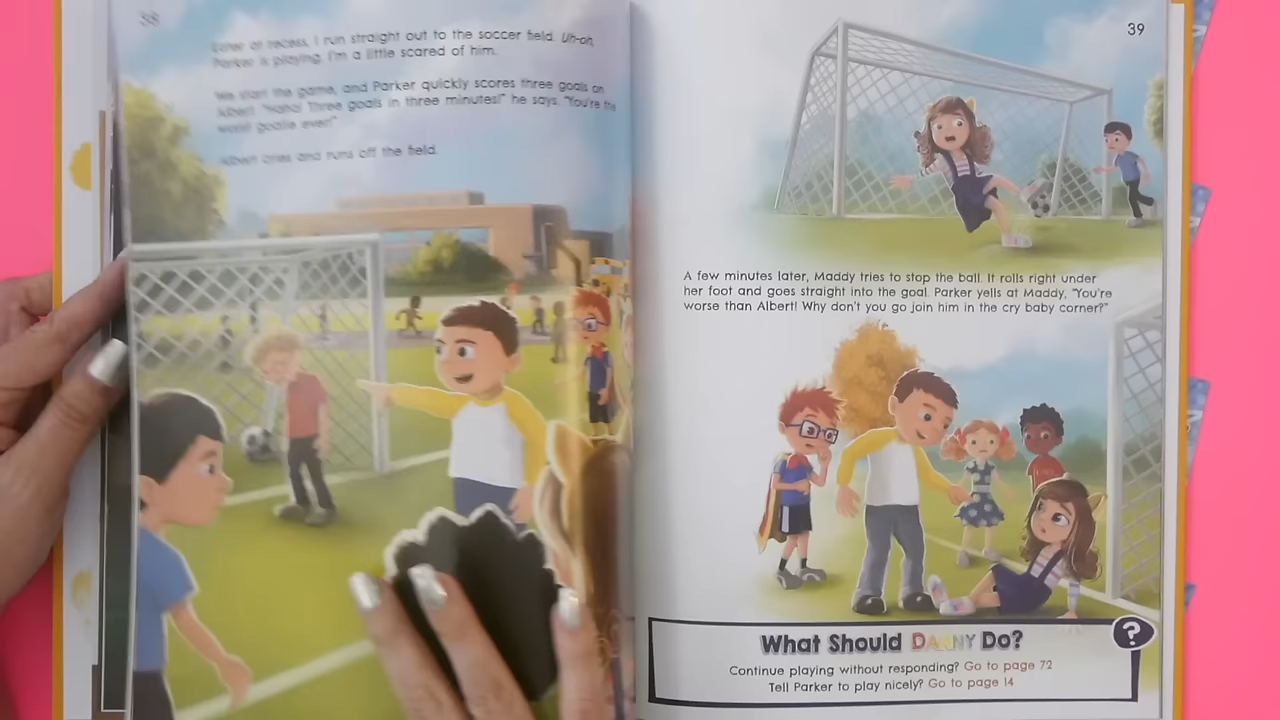 38
Later at recess, I run straight out to the soccer field. Uh-oh,
Parker is playing. I'm a little scared of him.
We start the game, and Parker quickly scores three goals on
Albert. "Haha! Three goals in three minutes!" he says. "You're the
worst goalie ever!"
Albert cries and runs off the field.
39
A few minutes later, Maddy tries to stop the ball. It rolls right under
her foot and goes straight into the goal. Parker yells at Maddy, "You're
worse than Albert! Why don't you go join him in the cry baby corner?"
What Should DANNY Do?
?
Continue playing without responding? Go to page 72
Tell Parker to play nicely? Go to page 14